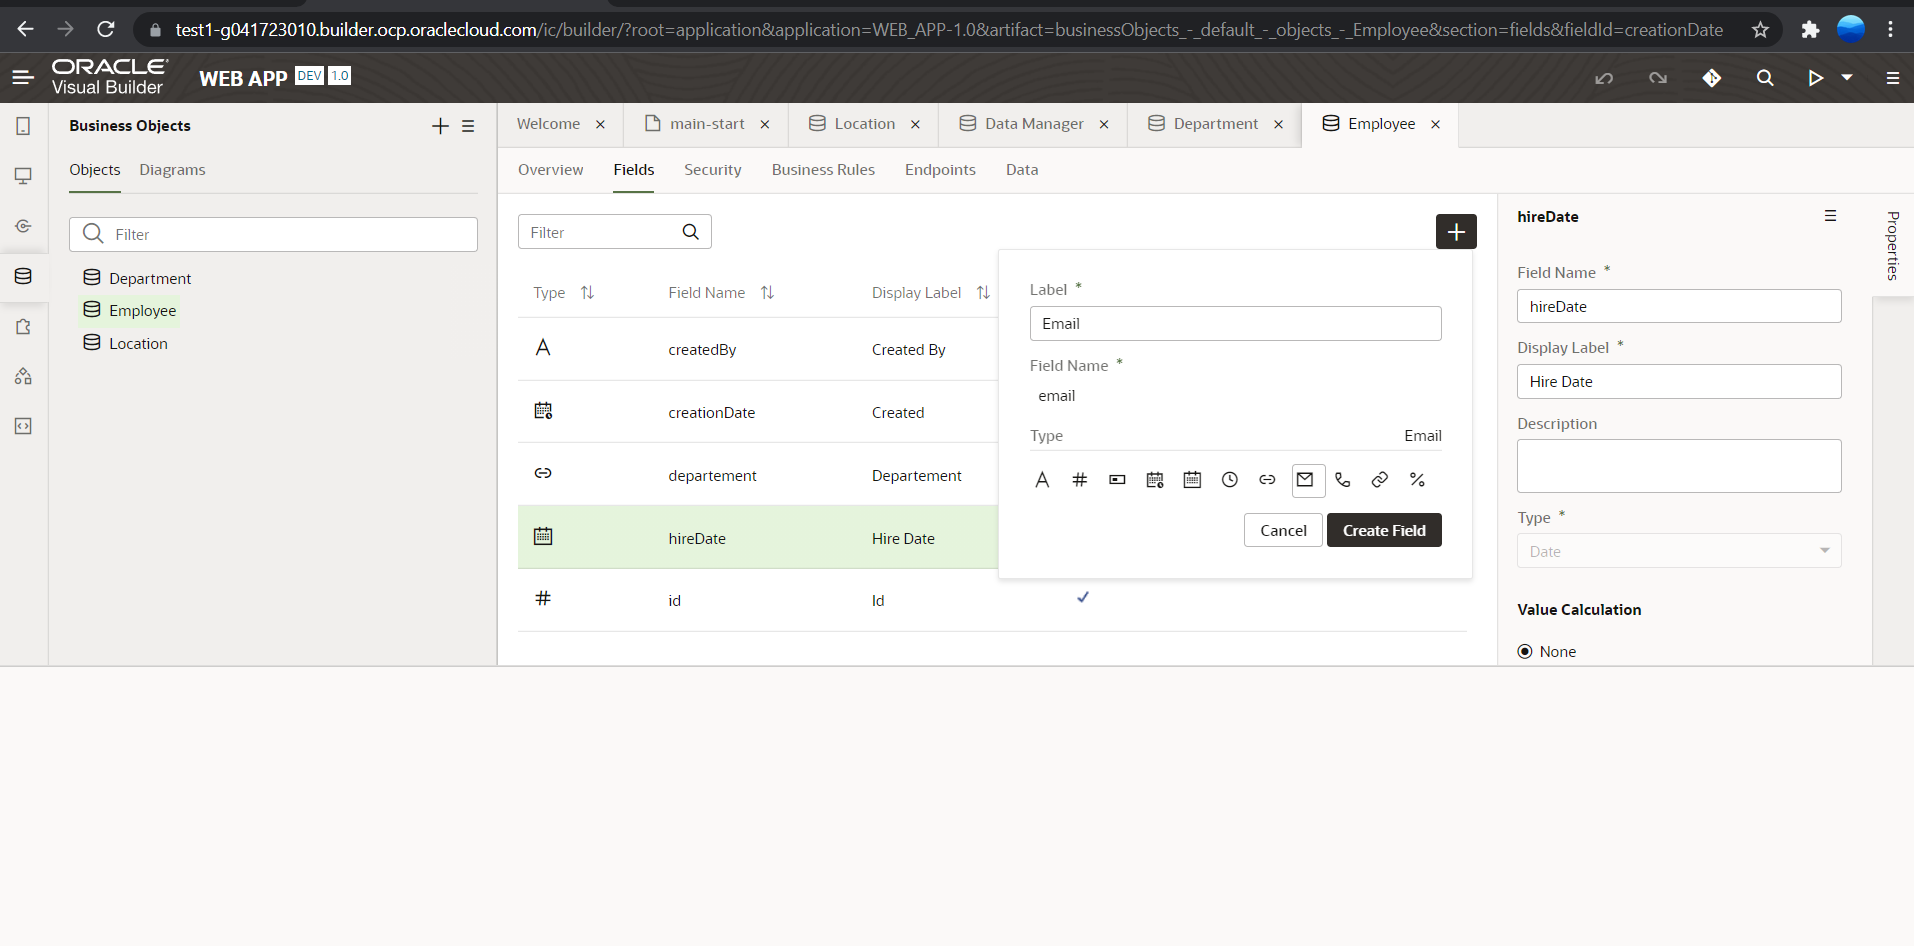 test1-g041723010.builder.ocp.oraclecloud.com/ic/builder/?root=application&application=WEB_APP-1.0&artifact=businessObjects_-_default_-_objects_-_Employee&section=fields&fieldId=creationDate
ORACLE
Visual Builder
WEB APP DEV 1.0
Business Objects
Objects Diagrams
Filter
Department
Employee
Location
Welcome main-start Location Data Manager Department Employee
Overview Fields Security Business Rules Endpoints Data
Filter
Type Field Name Display Label
createdBy Created By
creationDate Created
departement Departement
hireDate Hire Date
id Id
Label *
Email
Field Name *
email
Type Email
Cancel Create Field
hireDate
Field Name *
hireDate
Display Label *
Hire Date
Description
Type *
Date
Value Calculation
None
Properties